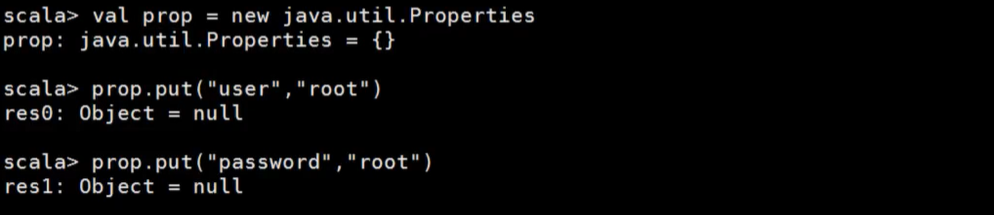 scala> val prop = new java.util.Properties
prop: java.util.Properties = {}
scala> prop.put("user","root")
res0: Object = null
scala> prop.put("password","root")
res1: Object = null